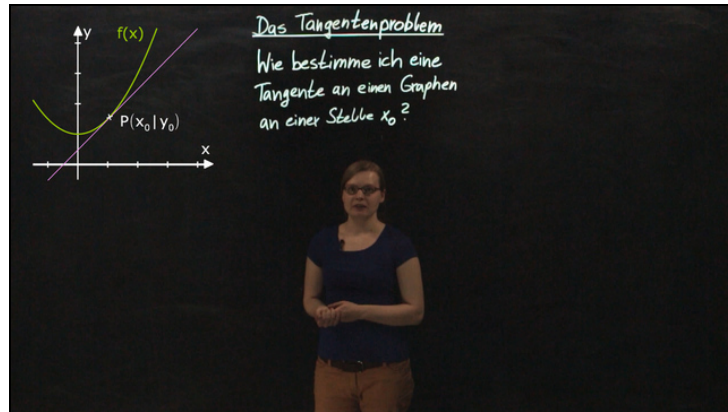 y
f(x)
P(x₀|y₀)
x
Das Tangentenproblem
Wie bestimme ich eine
Tangente an einen Graphen
an einer Stelle x₀?